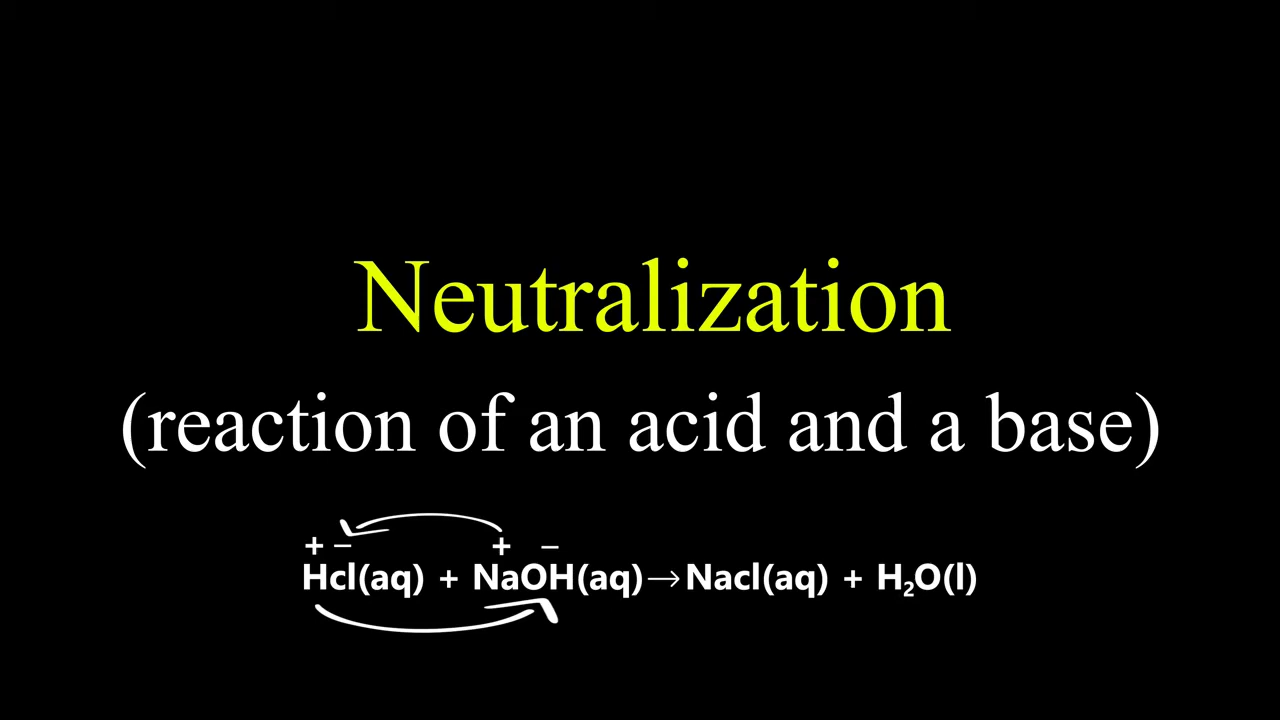 Neutralization
(reaction of an acid and a base)
+ – + –
Hcl(aq) + NaOH(aq)→Nacl(aq) + H₂O(l)